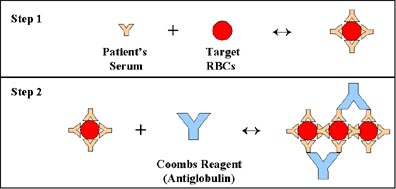 Step 1
+
↔
Patient's
Serum
Target
RBCs
Step 2
+
↔
Coombs Reagent
(Antiglobulin)